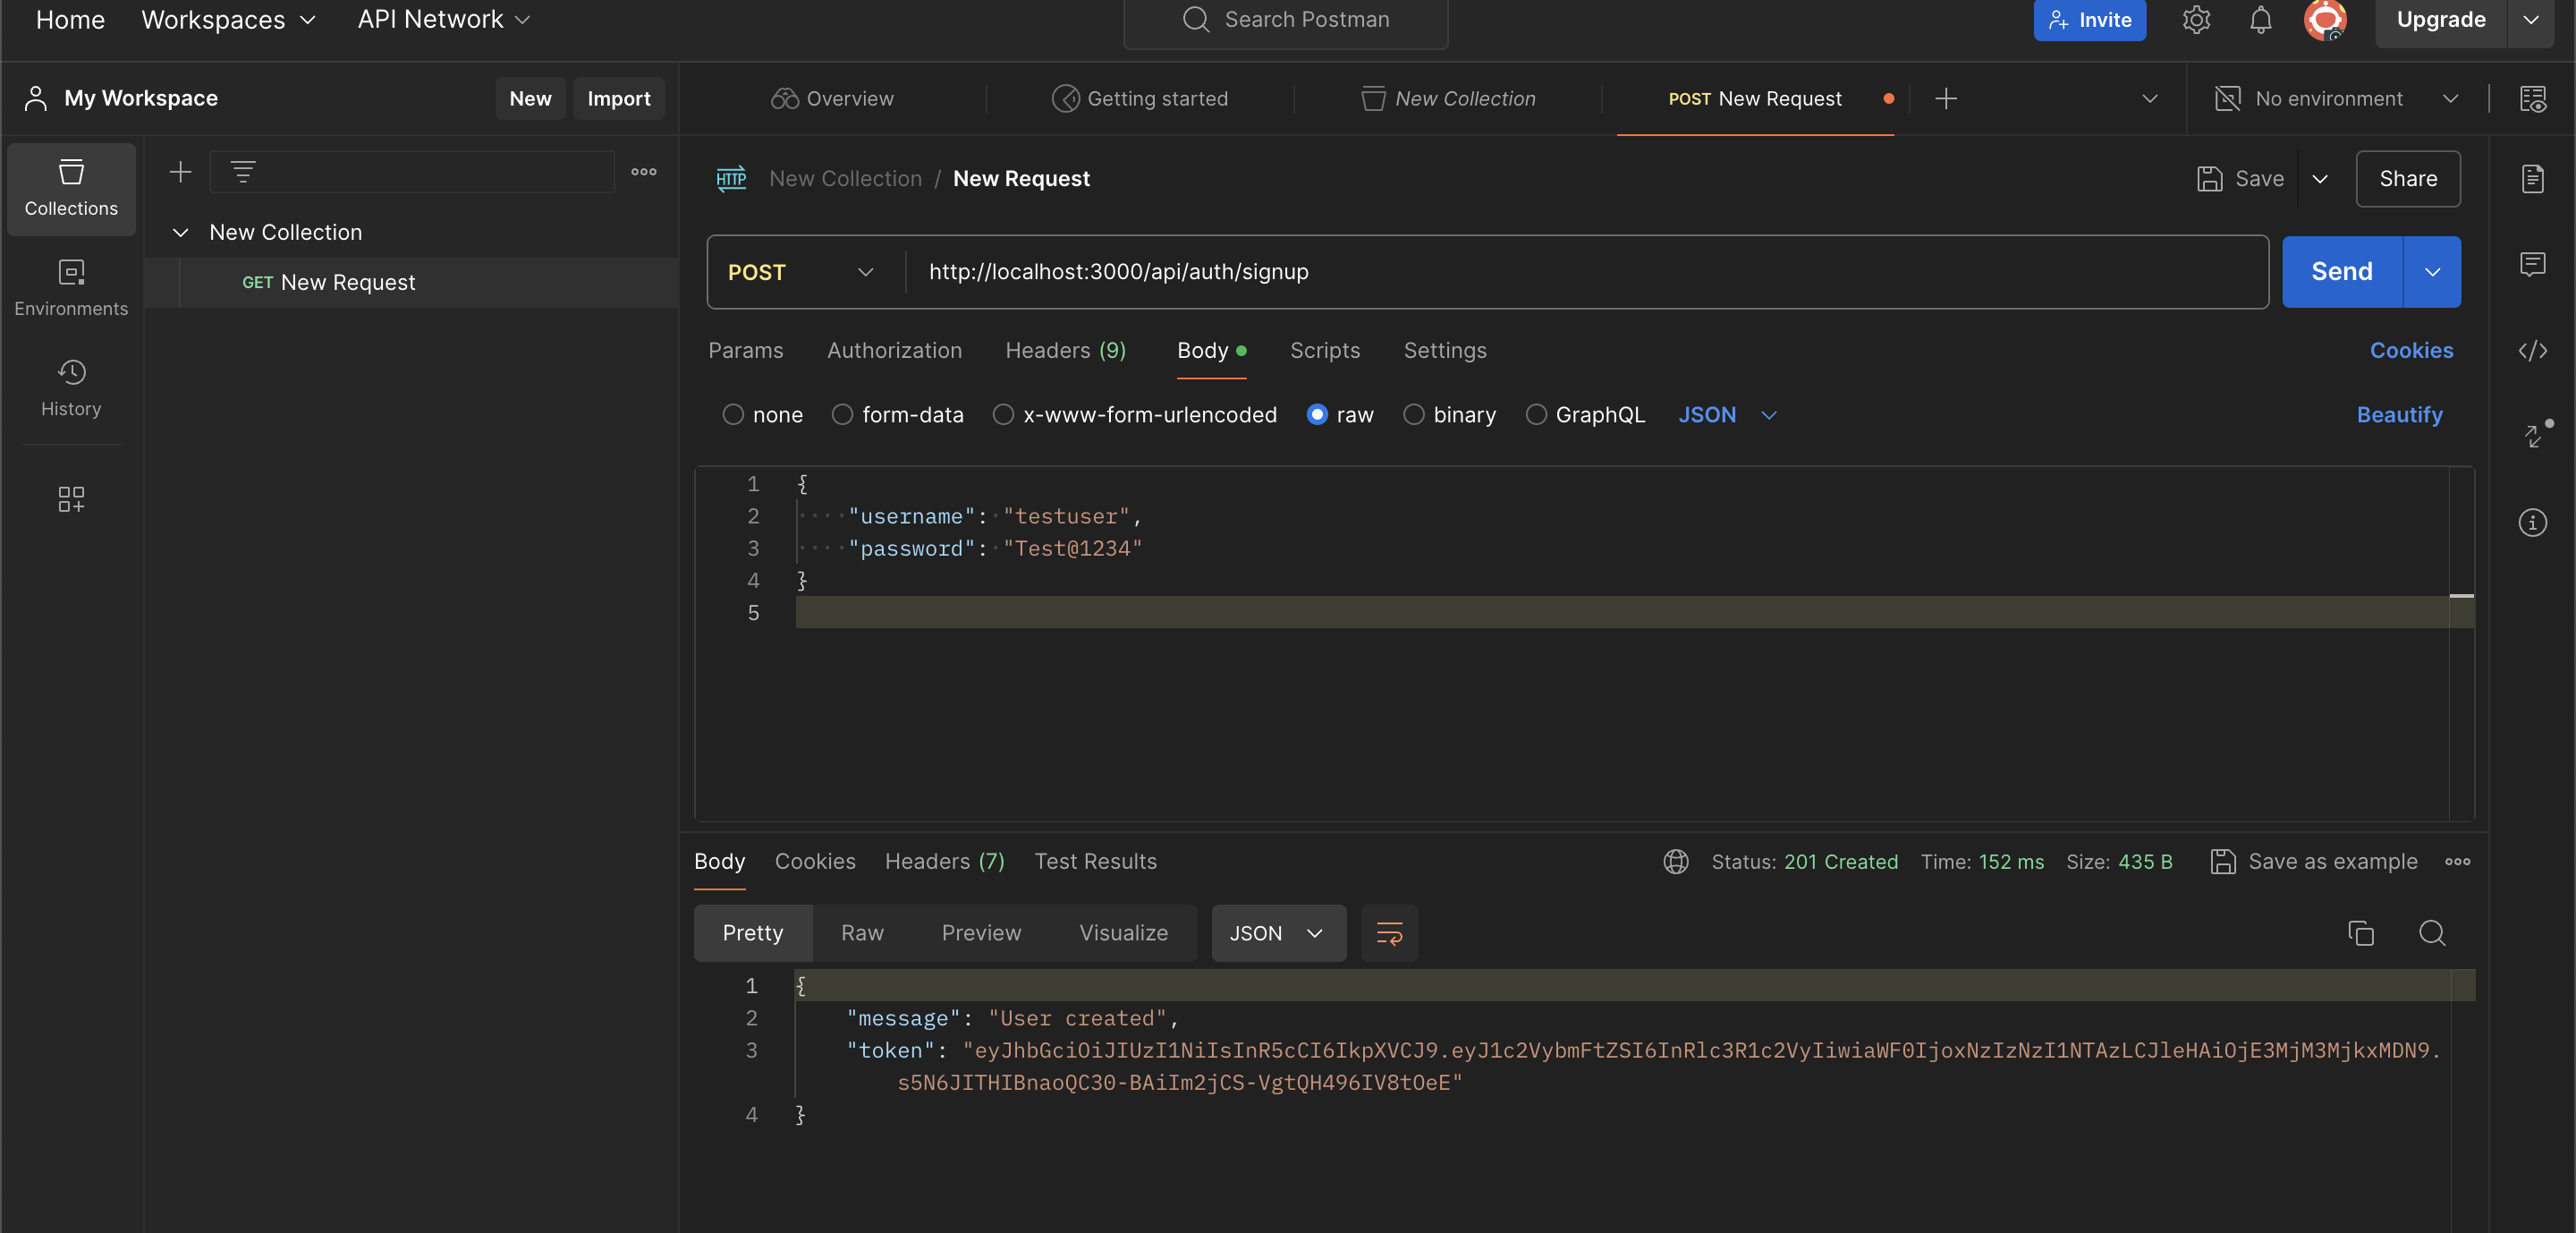 Home Workspaces API Network Search Postman Invite Upgrade
My Workspace New Import Overview Getting started New Collection POST New Request No environment
Collections
Environments
History
New Collection
GET New Request
HTTP New Collection / New Request Save Share
POST http://localhost:3000/api/auth/signup Send
Params Authorization Headers (9) Body Scripts Settings Cookies
none form-data x-www-form-urlencoded raw binary GraphQL JSON Beautify
1 {
2 "username": "testuser",
3 "password": "Test@1234"
4 }
5
Body Cookies Headers (7) Test Results Status: 201 Created Time: 152 ms Size: 435 B Save as example
Pretty Raw Preview Visualize JSON
1 {
2 "message": "User created",
3 "token": "eyJhbGciOiJIUzI1NiIsInR5cCI6IkpXVCJ9.eyJ1c2VybmFtZSI6InRlc3R1c2VyIiwiaWF0IjoxNzIzNzI1NTAzLCJleHAiOjE3MjM3MjkxMDN9.
s5N6JITHIBnaoQC30-BAiIm2jCS-VgtQH496IV8tOeE"
4 }